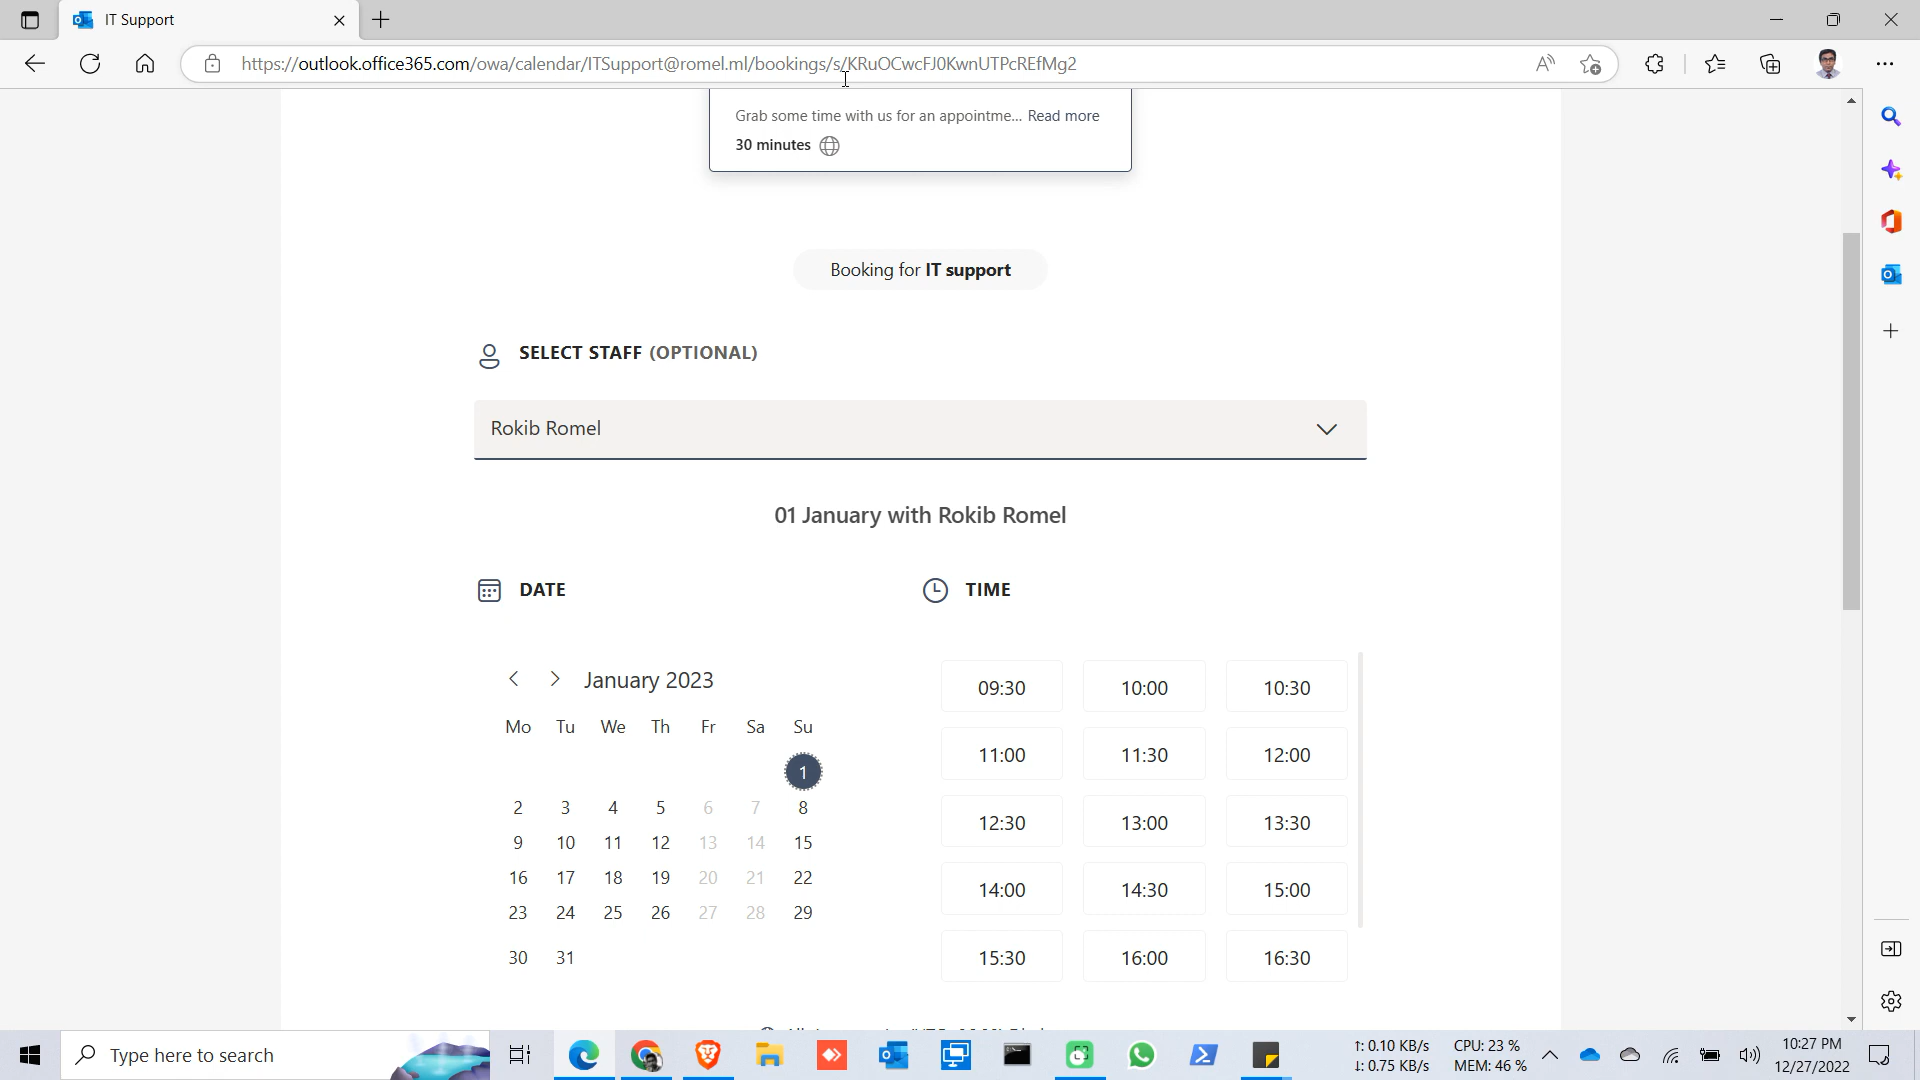 IT Support
https://outlook.office365.com/owa/calendar/ITSupport@romel.ml/bookings/s/KRuOCwcFJ0KwnUTPcREfMg2
Grab some time with us for an appointme... Read more
30 minutes
Booking for IT support
SELECT STAFF (OPTIONAL)
Rokib Romel
01 January with Rokib Romel
DATE
TIME
January 2023
Mo Tu We Th Fr Sa Su
1
2 3 4 5 6 7 8
9 10 11 12 13 14 15
16 17 18 19 20 21 22
23 24 25 26 27 28 29
30 31
09:30 10:00 10:30
11:00 11:30 12:00
12:30 13:00 13:30
14:00 14:30 15:00
15:30 16:00 16:30
Type here to search
↑: 0.10 KB/s
↓: 0.75 KB/s
CPU: 23 %
MEM: 46 %
10:27 PM
12/27/2022